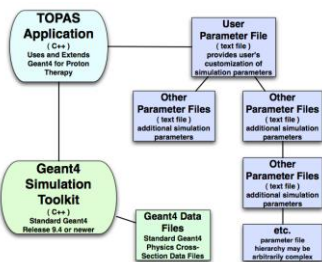 TOPAS
Application
( C++ )
Uses and Extends
Geant4 for Proton
Therapy
User
Parameter File
( text file )
provides user's
customization of
simulation parameters
Other
Parameter Files
( text file )
additional simulation
parameters
Other
Parameter Files
( text file )
additional simulation
parameters
Geant4
Simulation
Toolkit
( C++ )
Standard Geant4
Release 9.4 or newer
Geant4 Data
Files
Standard Geant4
Physics Cross-
Section Data Files
Other
Parameter Files
( text file )
additional simulation
parameters
etc.
parameter file
hierarchy may be
arbitrarily complex